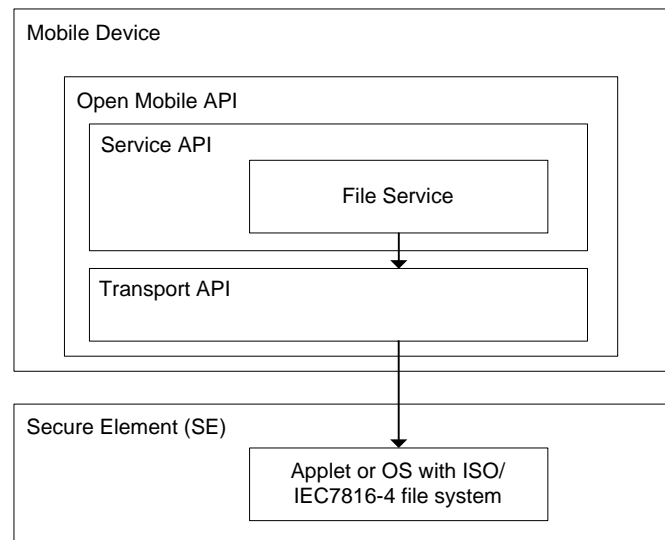 Mobile Device
Open Mobile API
Service API
File Service
Transport API
Secure Element (SE)
Applet or OS with ISO/
IEC7816-4 file system